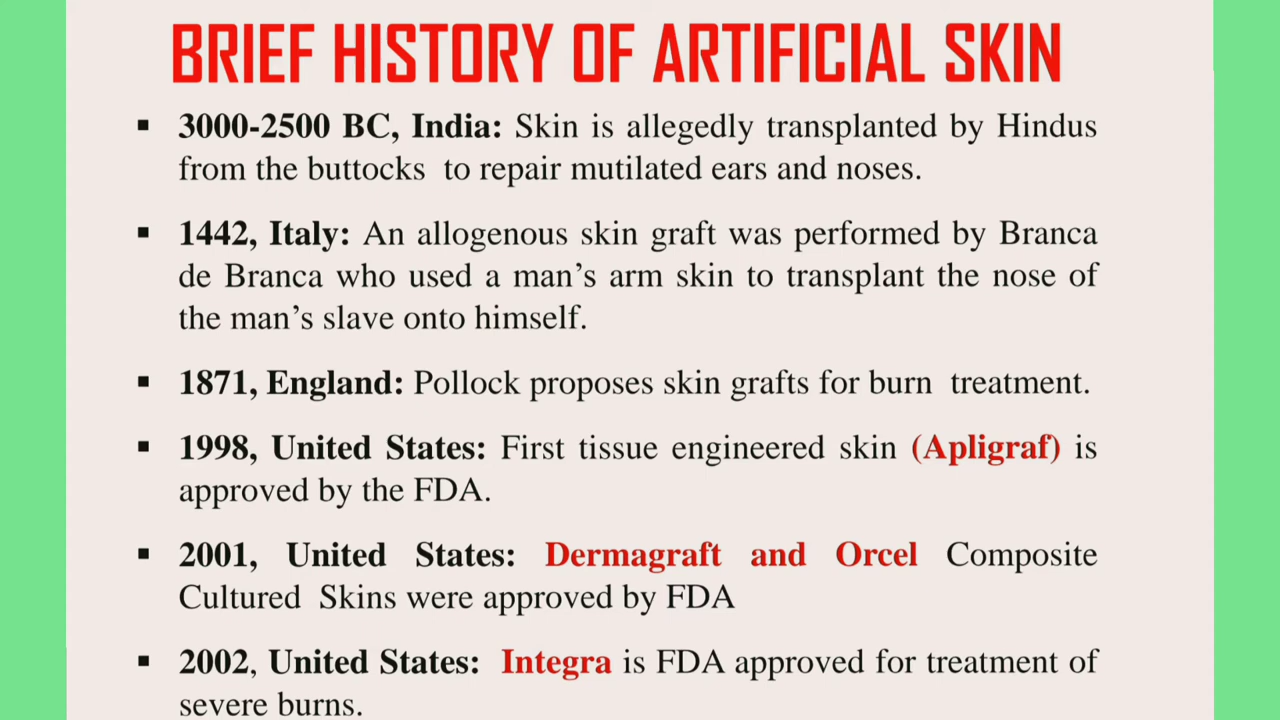 BRIEF HISTORY OF ARTIFICIAL SKIN
▪ 3000-2500 BC, India: Skin is allegedly transplanted by Hindus
from the buttocks to repair mutilated ears and noses.
▪ 1442, Italy: An allogenous skin graft was performed by Branca
de Branca who used a man’s arm skin to transplant the nose of
the man’s slave onto himself.
▪ 1871, England: Pollock proposes skin grafts for burn treatment.
▪ 1998, United States: First tissue engineered skin (Apligraf) is
approved by the FDA.
▪ 2001, United States: Dermagraft and Orcel Composite
Cultured Skins were approved by FDA
▪ 2002, United States: Integra is FDA approved for treatment of
severe burns.